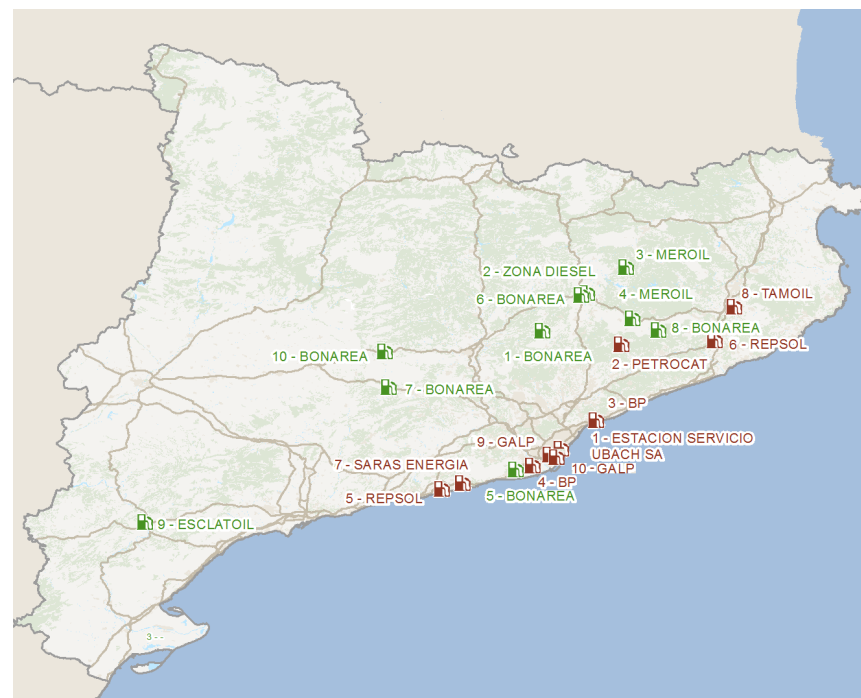 3 - MEROIL
2 - ZONA DIESEL
4 - MEROIL
8 - TAMOIL
6 - BONAREA
8 - BONAREA
6 - REPSOL
10 - BONAREA
1 - BONAREA
2 - PETROCAT
7 - BONAREA
3 - BP
9 - GALP
1 - ESTACION SERVICIO
UBACH SA
7 - SARAS ENERGIA
10 - GALP
4 - BP
5 - REPSOL
5 - BONAREA
9 - ESCLATOIL
3 - -